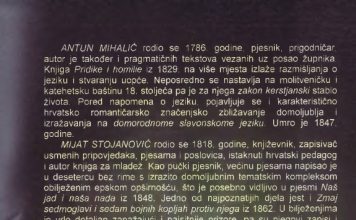 ANTUN MIHALIĆ rodio se 1786. godine, pjesnik, prigodničar,
autor je također i pragmatičnih tekstova vezanih uz posao župnika.
Knjiga Pridike i homilie iz 1829. na više mjesta izlaže razmišljanja o
jeziku i stvaranju uopće. Neposredno se nastavlja na molitveničku i
katehetsku baštinu 18. stoljeća pa je za njega zakon kerstjanski stabio
života. Pored napomena o jeziku, pojavljuje se i karakteristično
hrvatsko romantičarsko značenjsko zbližavanje domoljublja i
izražavanja na domorodnome slavonskome jeziku. Umro je 1847.
godine.
MIJAT STOJANOVIĆ rodio se 1818. godine, književnik, zapisivač
usmenih pripovjedaka, pjesama i poslovica, istaknuti hrvatski pedagog
i autor knjiga za mladež. Kao pučki pjesnik, većinu pjesama napisao je
u desetercu bez rime s izrazito domoljubnim tematskim kompleksom
obilježenim epskom opširnošću, što je posebno vidljivo u pjesmi Naš
jad i naša nada iz 1848. Jedno od najpoznatijih djela jest i Zmaj
sedmoglavi i sedam bojnih kopljah protiv njega iz 1862. U bilježenjima